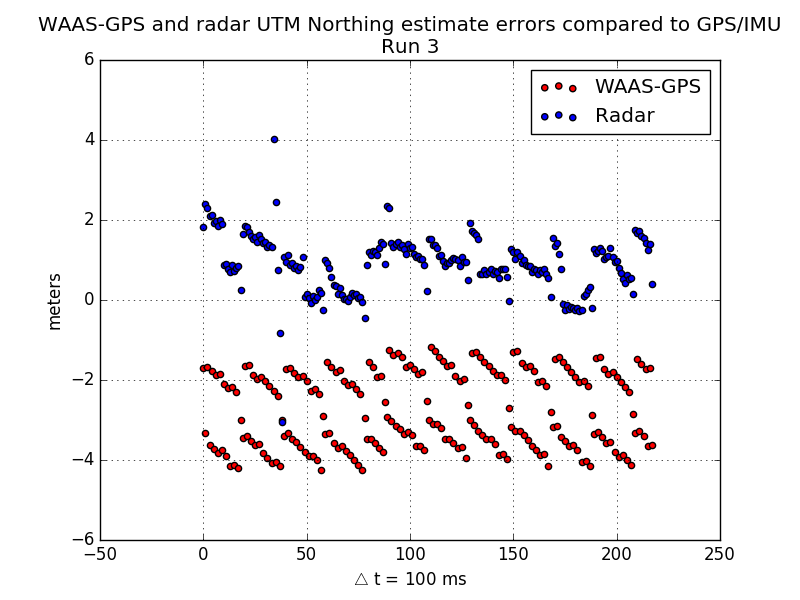 WAAS-GPS and radar UTM Northing estimate errors compared to GPS/IMU
Run 3
WAAS-GPS
Radar
6
4
2
0
−2
−4
−6
meters
−50
0
50
100
150
200
250
△ t = 100 ms